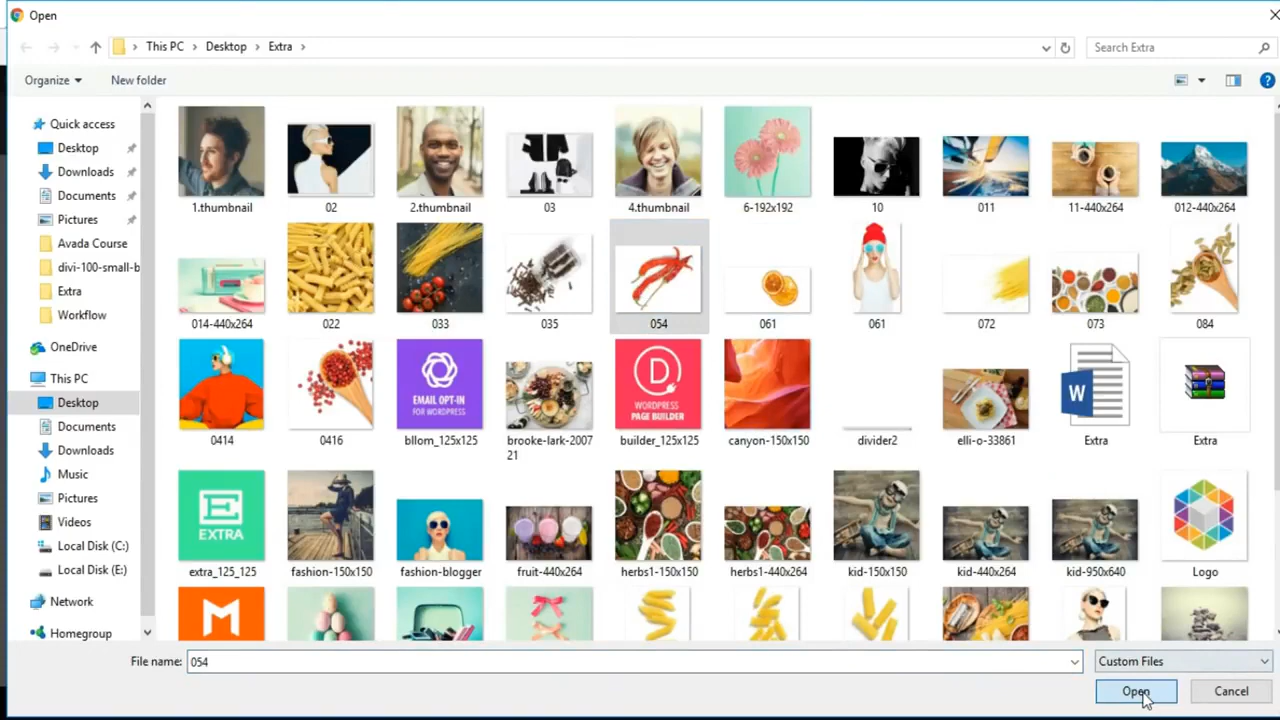 Open
This PC
Desktop
Extra
Search Extra
Organize
New folder
Quick access
Desktop
Downloads
Documents
Pictures
Avada Course
divi-100-small-b
Extra
Workflow
OneDrive
This PC
Desktop
Documents
Downloads
Music
Pictures
Videos
Local Disk (C:)
Local Disk (E:)
Network
Homegroup
1.thumbnail
02
2.thumbnail
03
4.thumbnail
6-192x192
10
011
11-440x264
012-440x264
014-440x264
022
033
035
054
061
061
072
073
084
EMAIL OPT-IN
FOR WORDPRESS
D
WORDPRESS
PAGE BUILDER
W
0414
0416
bllom_125x125
brooke-lark-2007
21
builder_125x125
canyon-150x150
divider2
elli-o-33861
Extra
Extra
E
EXTRA
extra_125_125
fashion-150x150
fashion-blogger
fruit-440x264
herbs1-150x150
herbs1-440x264
kid-150x150
kid-440x264
kid-950x640
Logo
M
File name:
054
Custom Files
Open
Cancel